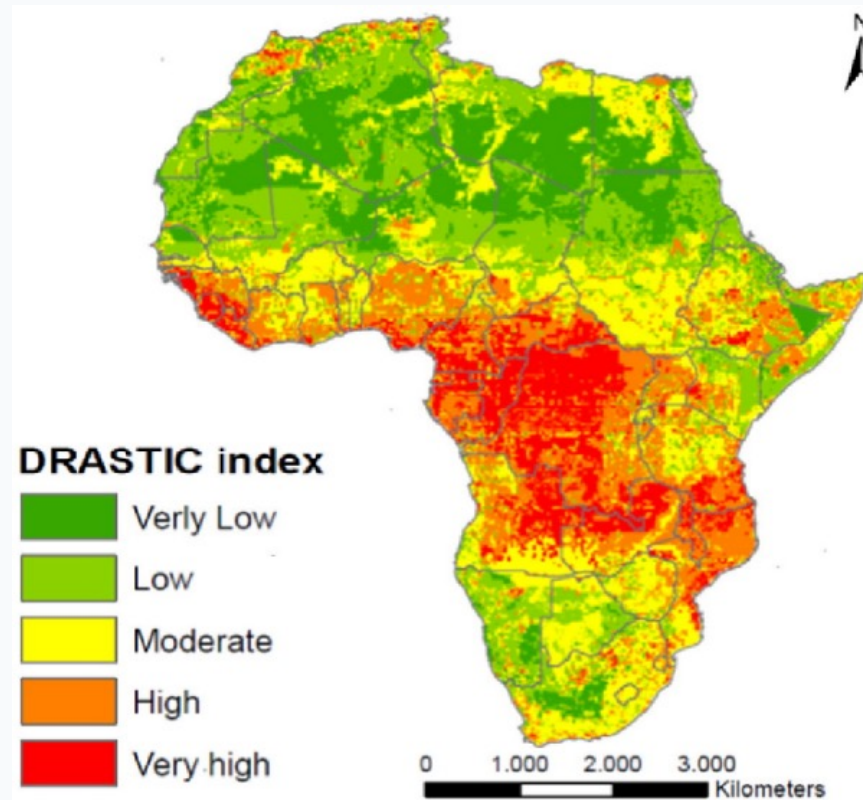 N
DRASTIC index
Verly Low
Low
Moderate
High
Very high
0 1.000 2.000 3.000
Kilometers